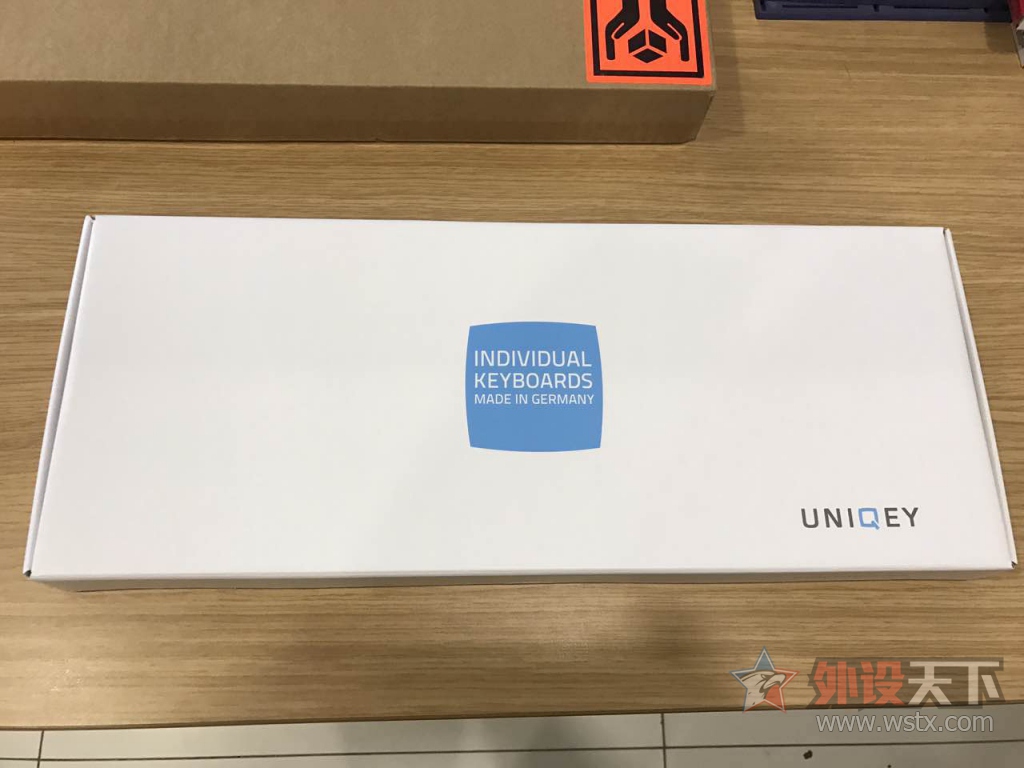 INDIVIDUAL
KEYBOARDS
MADE IN GERMANY
UNIQEY
外设天下
www.wstx.com